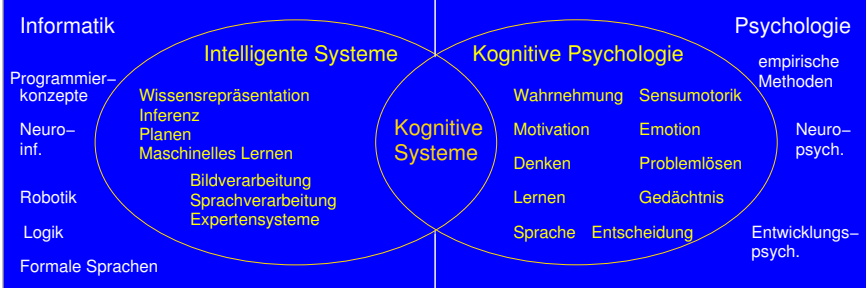 Informatik
Psychologie
Intelligente Systeme
Kognitive Psychologie
Programmier–
konzepte
Neuro–
inf.
Robotik
Logik
Formale Sprachen
Wissensrepräsentation
Inferenz
Planen
Maschinelles Lernen
Bildverarbeitung
Sprachverarbeitung
Expertensysteme
Kognitive
Systeme
Wahrnehmung Sensumotorik
Motivation Emotion
Denken Problemlösen
Lernen Gedächtnis
Sprache Entscheidung
empirische
Methoden
Neuro–
psych.
Entwicklungs–
psych.